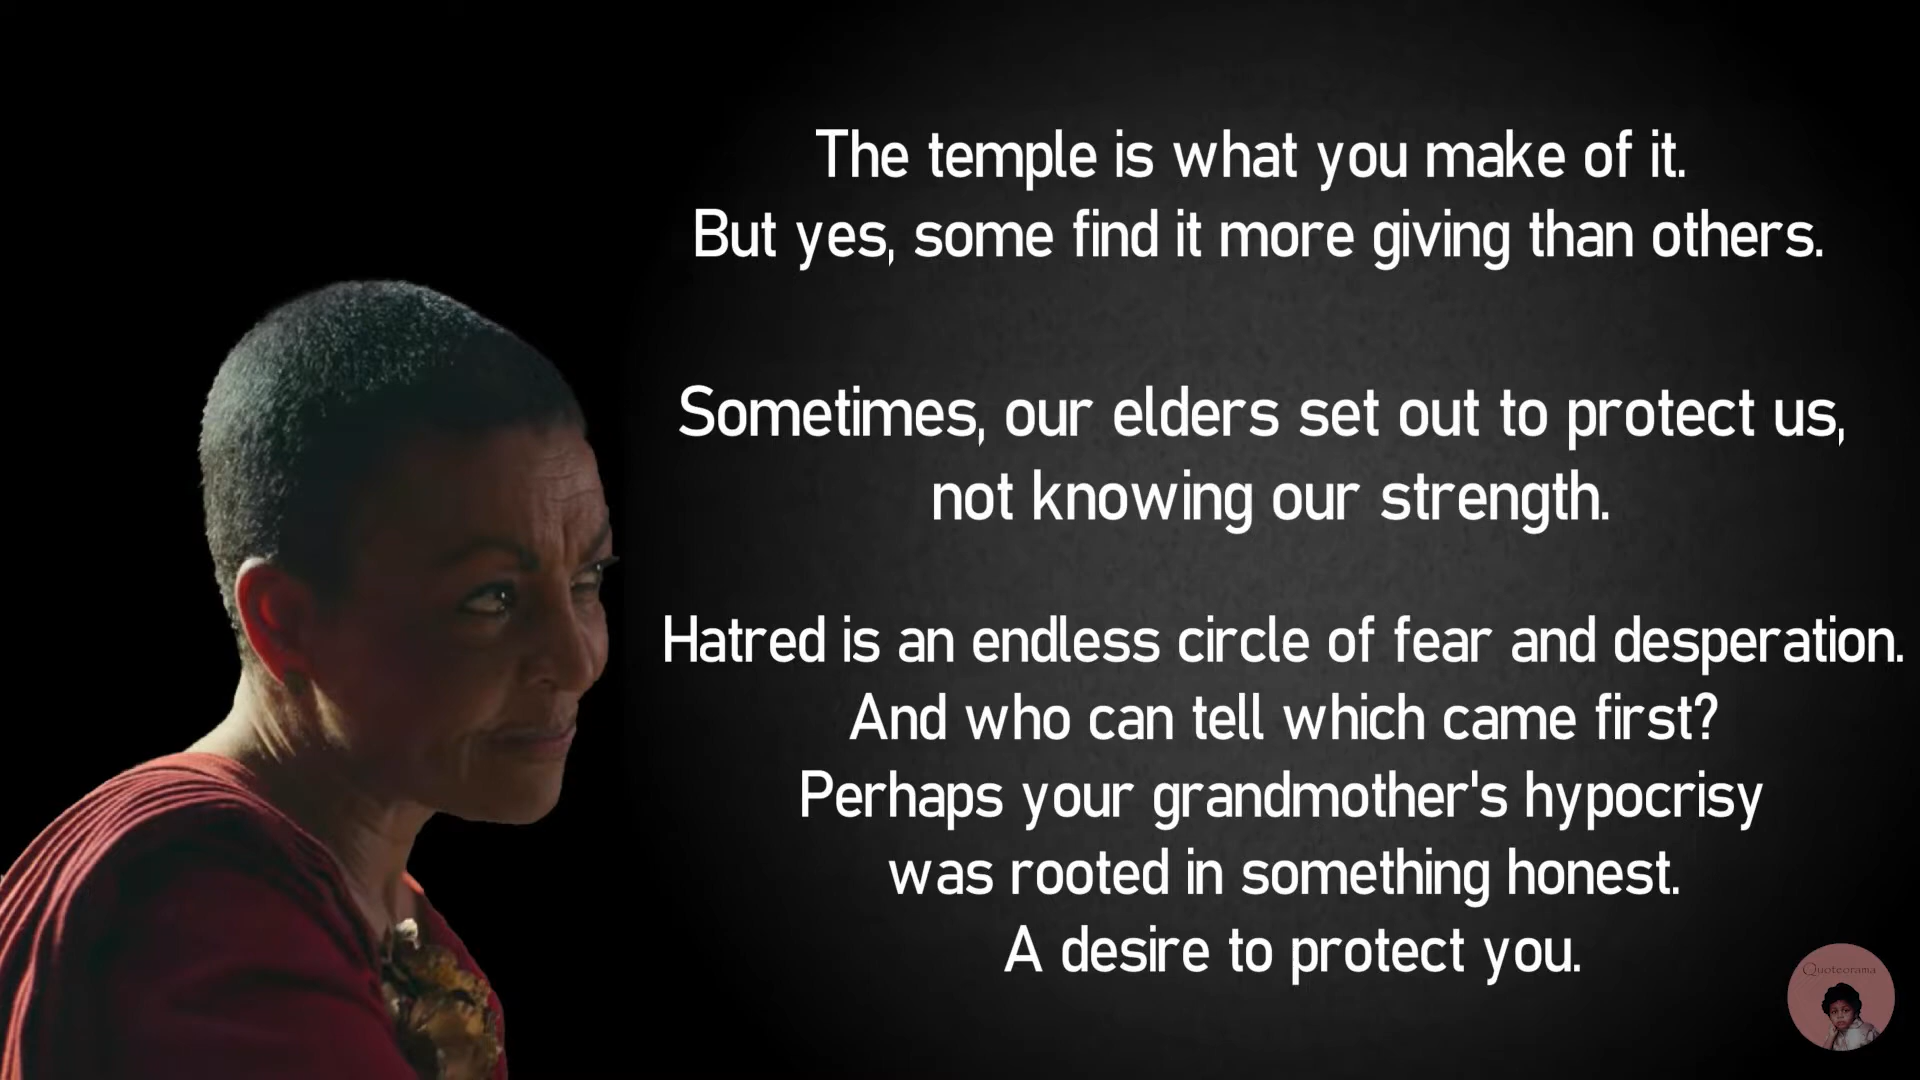 The temple is what you make of it.
But yes, some find it more giving than others.
Sometimes, our elders set out to protect us,
not knowing our strength.
Hatred is an endless circle of fear and desperation.
And who can tell which came first?
Perhaps your grandmother's hypocrisy
was rooted in something honest.
A desire to protect you.
Quoteorama